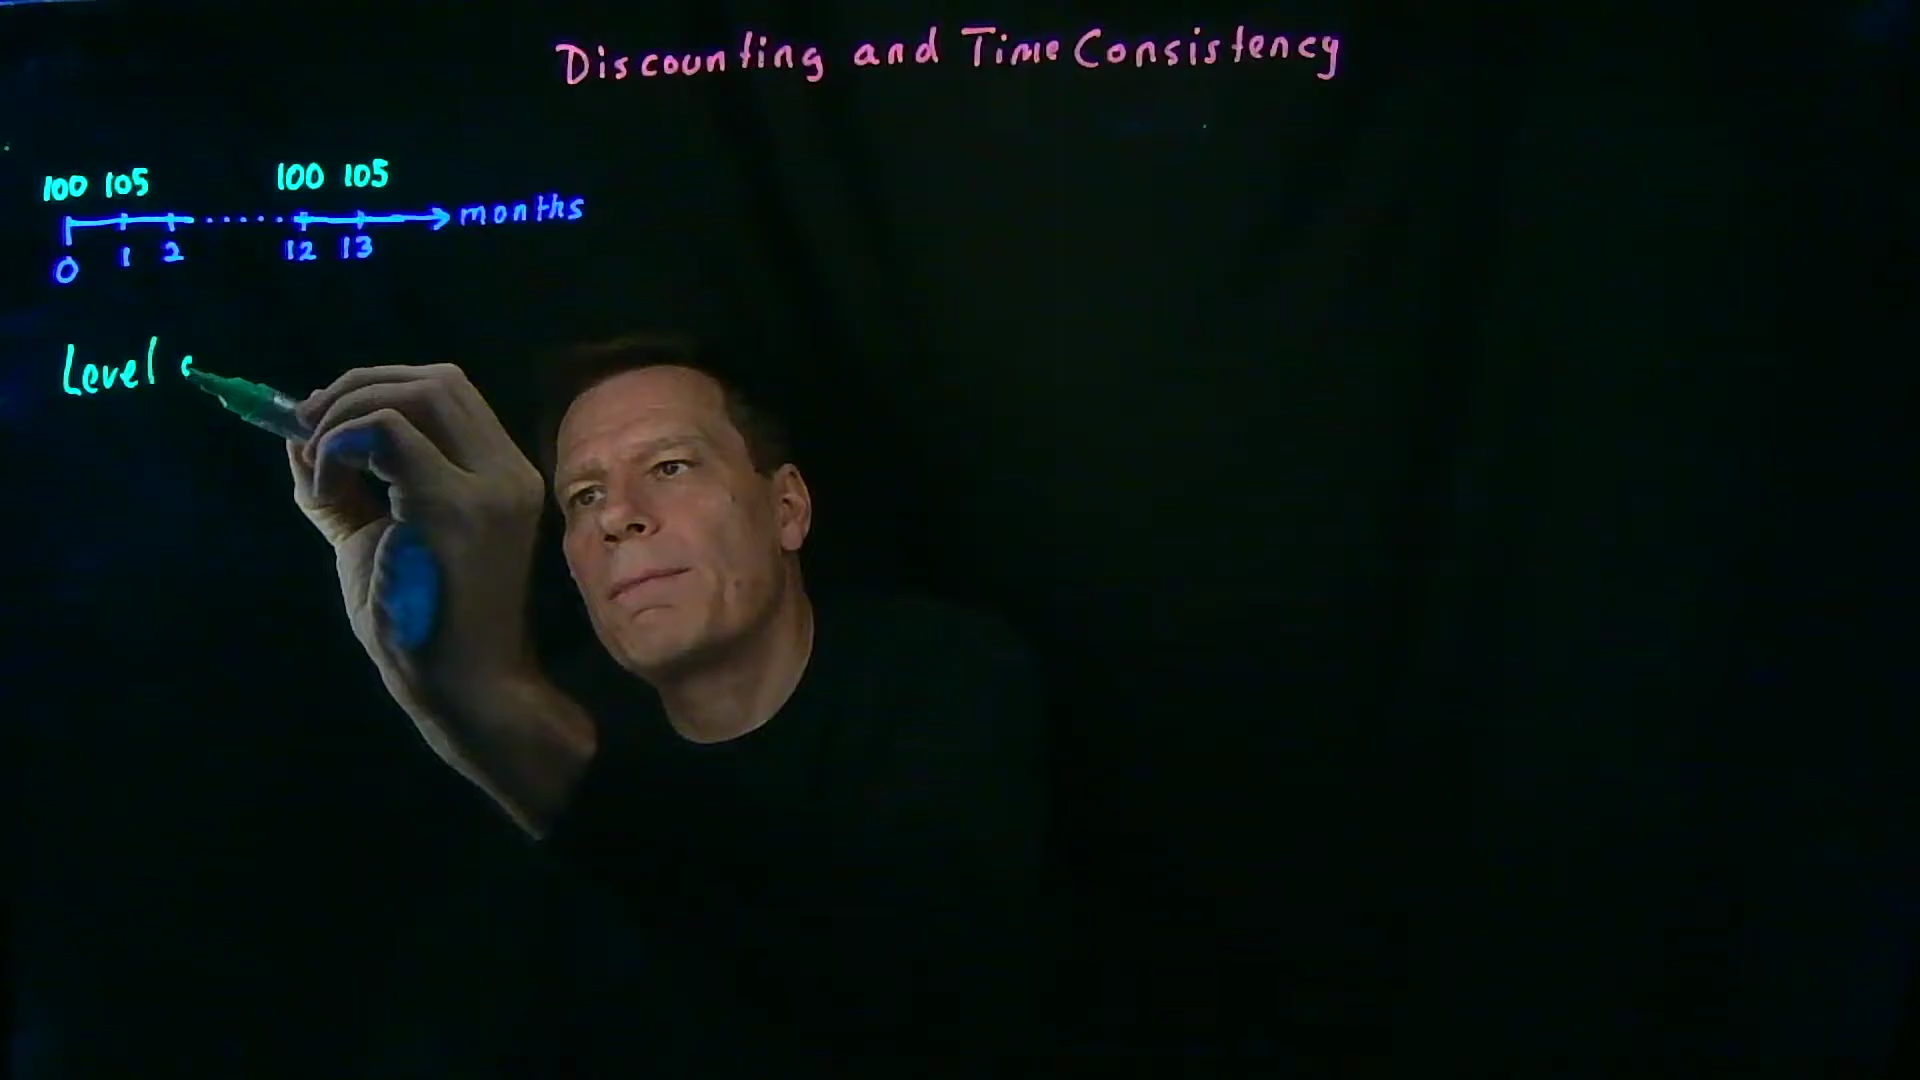 Discounting and Time Consistency
100 105 100 105
months
0 1 2 ...... 12 13
Level